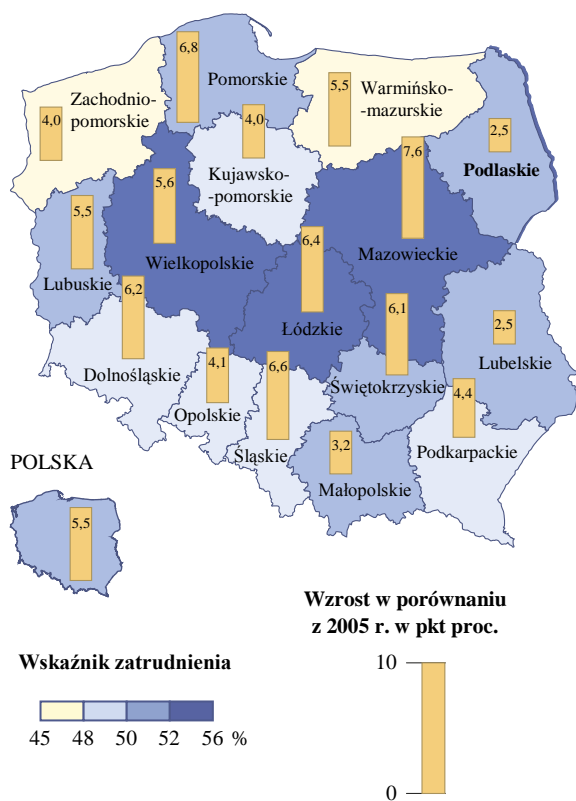 6,8
Pomorskie
5,5
Warmińsko-
-mazurskie
Zachodnio-
pomorskie
4,0
4,0
Kujawsko-
-pomorskie
7,6
2,5
Podlaskie
5,6
Wielkopolskie
5,5
Lubuskie
6,4
Łódzkie
Mazowieckie
6,2
Dolnośląskie
6,1
Świętokrzyskie
2,5
Lubelskie
4,1
Opolskie
6,6
Śląskie
4,4
Podkarpackie
3,2
Małopolskie
POLSKA
5,5
Wzrost w porównaniu
z 2005 r. w pkt proc.
10
0
Wskaźnik zatrudnienia
45 48 50 52 56 %